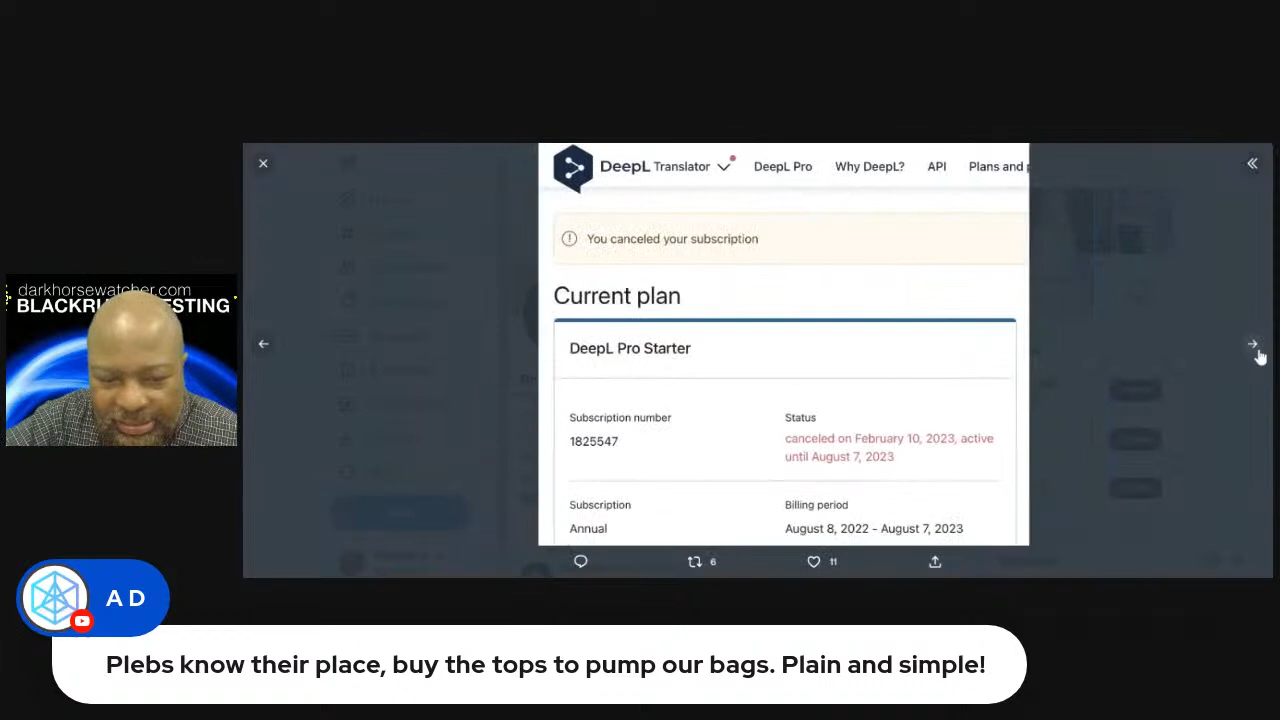 DeepL Translator DeepL Pro Why DeepL? API Plans and
You canceled your subscription
Current plan
DeepL Pro Starter
Subscription number Status
1825547 canceled on February 10, 2023, active
until August 7, 2023
Subscription Billing period
Annual August 8, 2022 - August 7, 2023
6 11
darkhorsewatcher.com
A D
Plebs know their place, buy the tops to pump our bags. Plain and simple!